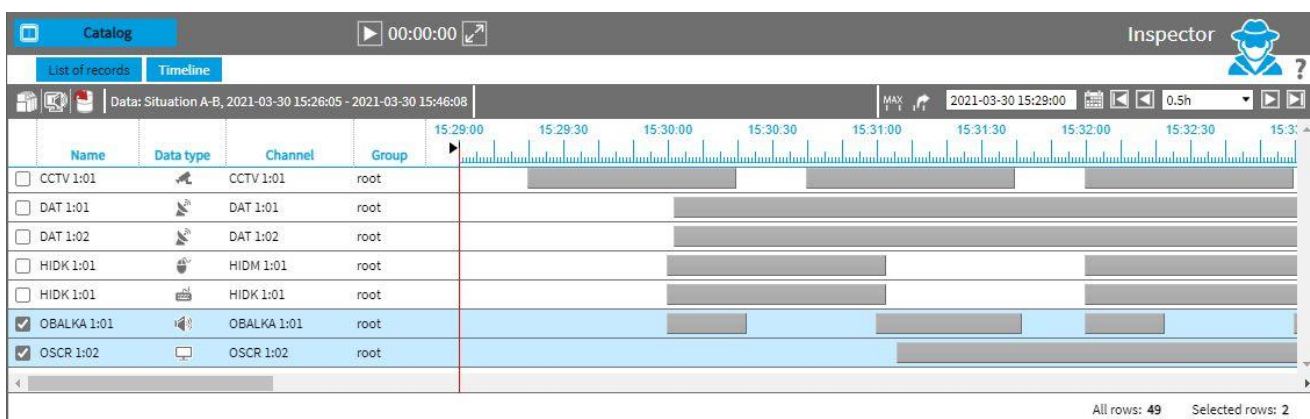 Catalog 00:00:00 Inspector
List of records Timeline ?
Data: Situation A-B, 2021-03-30 15:26:05 - 2021-03-30 15:46:08 MAX 2021-03-30 15:29:00 0.5h
15:29:00 15:29:30 15:30:00 15:30:30 15:31:00 15:31:30 15:32:00 15:32:30
Name Data type Channel Group
CCTV 1:01 CCTV 1:01 root
DAT 1:01 DAT 1:01 root
DAT 1:02 DAT 1:02 root
HIDK 1:01 HIDM 1:01 root
HIDK 1:01 HIDK 1:01 root
OBALKA 1:01 OBALKA 1:01 root
OSCR 1:02 OSCR 1:02 root
All rows: 49 Selected rows: 2